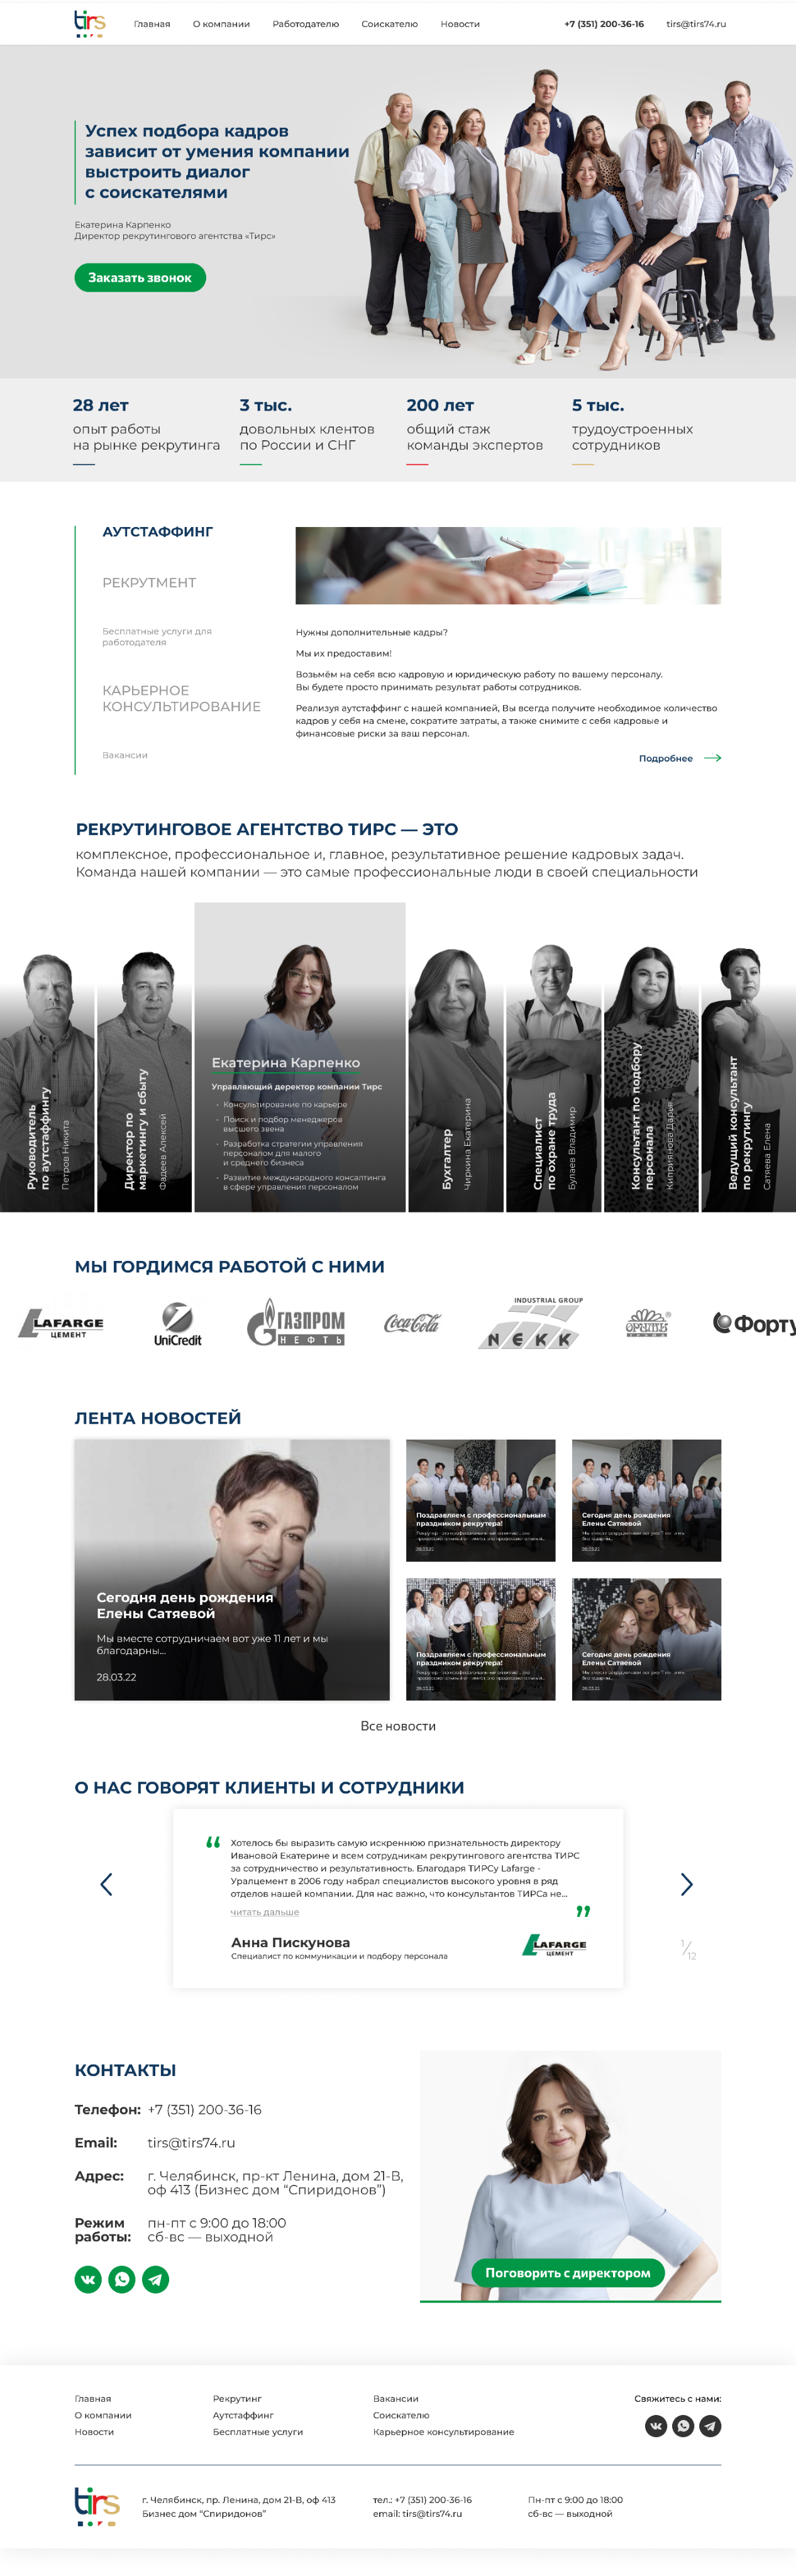 tirs
Главная
О компании
Работодателю
Соискателю
Новости
+7 (351) 200-36-16
tirs@tirs74.ru
Успех подбора кадров
зависит от умения компании
выстроить диалог
с соискателями
Екатерина Карпенко
Директор рекрутингового агентства «Тирс»
Заказать звонок
28 лет
опыт работы
на рынке рекрутинга
3 тыс.
довольных клентов
по России и СНГ
200 лет
общий стаж
команды экспертов
5 тыс.
трудоустроенных
сотрудников
АУТСТАФФИНГ
РЕКРУТМЕНТ
Бесплатные услуги для
работодателя
КАРЬЕРНОЕ
КОНСУЛЬТИРОВАНИЕ
Вакансии
Нужны дополнительные кадры?
Мы их предоставим!
Возьмём на себя всю кадровую и юридическую работу по вашему персоналу.
Вы будете просто принимать результат работы сотрудников.
Реализуя аутстаффинг с нашей компанией, Вы всегда получите необходимое количество
кадров у себя на смене, сократите затраты, а также снимите с себя кадровые и
финансовые риски за ваш персонал.
Подробнее
РЕКРУТИНГОВОЕ АГЕНТСТВО ТИРС — ЭТО
комплексное, профессиональное и, главное, результативное решение кадровых задач.
Команда нашей компании — это самые профессиональные люди в своей специальности
Руководитель
по аутстаффингу
Петров Никита
Директор по
маркетингу и сбыту
Фадеев Алексей
Екатерина Карпенко
Управляющий деректор компании Тирс
- Консультирование по карьере
- Поиск и подбор менеджеров
высшего звена
- Разработка стратегии управления
персоналом для малого
и среднего бизнеса
- Развитие международного консалтинга
в сфере управления персоналом
Бухгалтер
Чиркина Екатерина
Специалист
по охране труда
Булаев Владимир
Консультант по подбору
персонала
Киприянова Дарья
Ведущий консультант
по рекрутингу
Сатяева Елена
МЫ ГОРДИМСЯ РАБОТОЙ С НИМИ
LAFARGE
ЦЕМЕНТ
UniCredit
ГАЗПРОМ
НЕФТЬ
Coca-Cola
INDUSTRIAL GROUP
NEKK
Форту
ЛЕНТА НОВОСТЕЙ
Сегодня день рождения
Елены Сатяевой
Мы вместе сотрудничаем вот уже 11 лет и мы
благодарны...
28.03.22
Поздравляем с профессиональным
праздником рекрутера!
28.03.22
Сегодня день рождения
Елены Сатяевой
28.03.22
Поздравляем с профессиональным
праздником рекрутера!
28.03.22
Сегодня день рождения
Елены Сатяевой
28.03.22
Все новости
О НАС ГОВОРЯТ КЛИЕНТЫ И СОТРУДНИКИ
“ Хотелось бы выразить самую искреннюю признательность директору
Ивановой Екатерине и всем сотрудникам рекрутингового агентства ТИРС
за сотрудничество и результативность. Благодаря ТИРСу Lafarge -
Уралцемент в 2006 году набрал специалистов высокого уровня в ряд
отделов нашей компании. Для нас важно, что консультантов ТИРСа не...
читать дальше ”
Анна Пискунова
Специалист по коммуникации и подбору персонала
LAFARGE
ЦЕМЕНТ
1/12
КОНТАКТЫ
Телефон: +7 (351) 200-36-16
Email: tirs@tirs74.ru
Адрес: г. Челябинск, пр-кт Ленина, дом 21-В,
оф 413 (Бизнес дом “Спиридонов”)
Режим
работы:
пн-пт с 9:00 до 18:00
сб-вс — выходной
Поговорить с директором
Главная
О компании
Новости
Рекрутинг
Аутстаффинг
Бесплатные услуги
Вакансии
Соискателю
Карьерное консультирование
Свяжитесь с нами:
tirs
г. Челябинск, пр. Ленина, дом 21-В, оф 413
Бизнес дом “Спиридонов”
тел.: +7 (351) 200-36-16
email: tirs@tirs74.ru
Пн-пт с 9:00 до 18:00
сб-вс — выходной